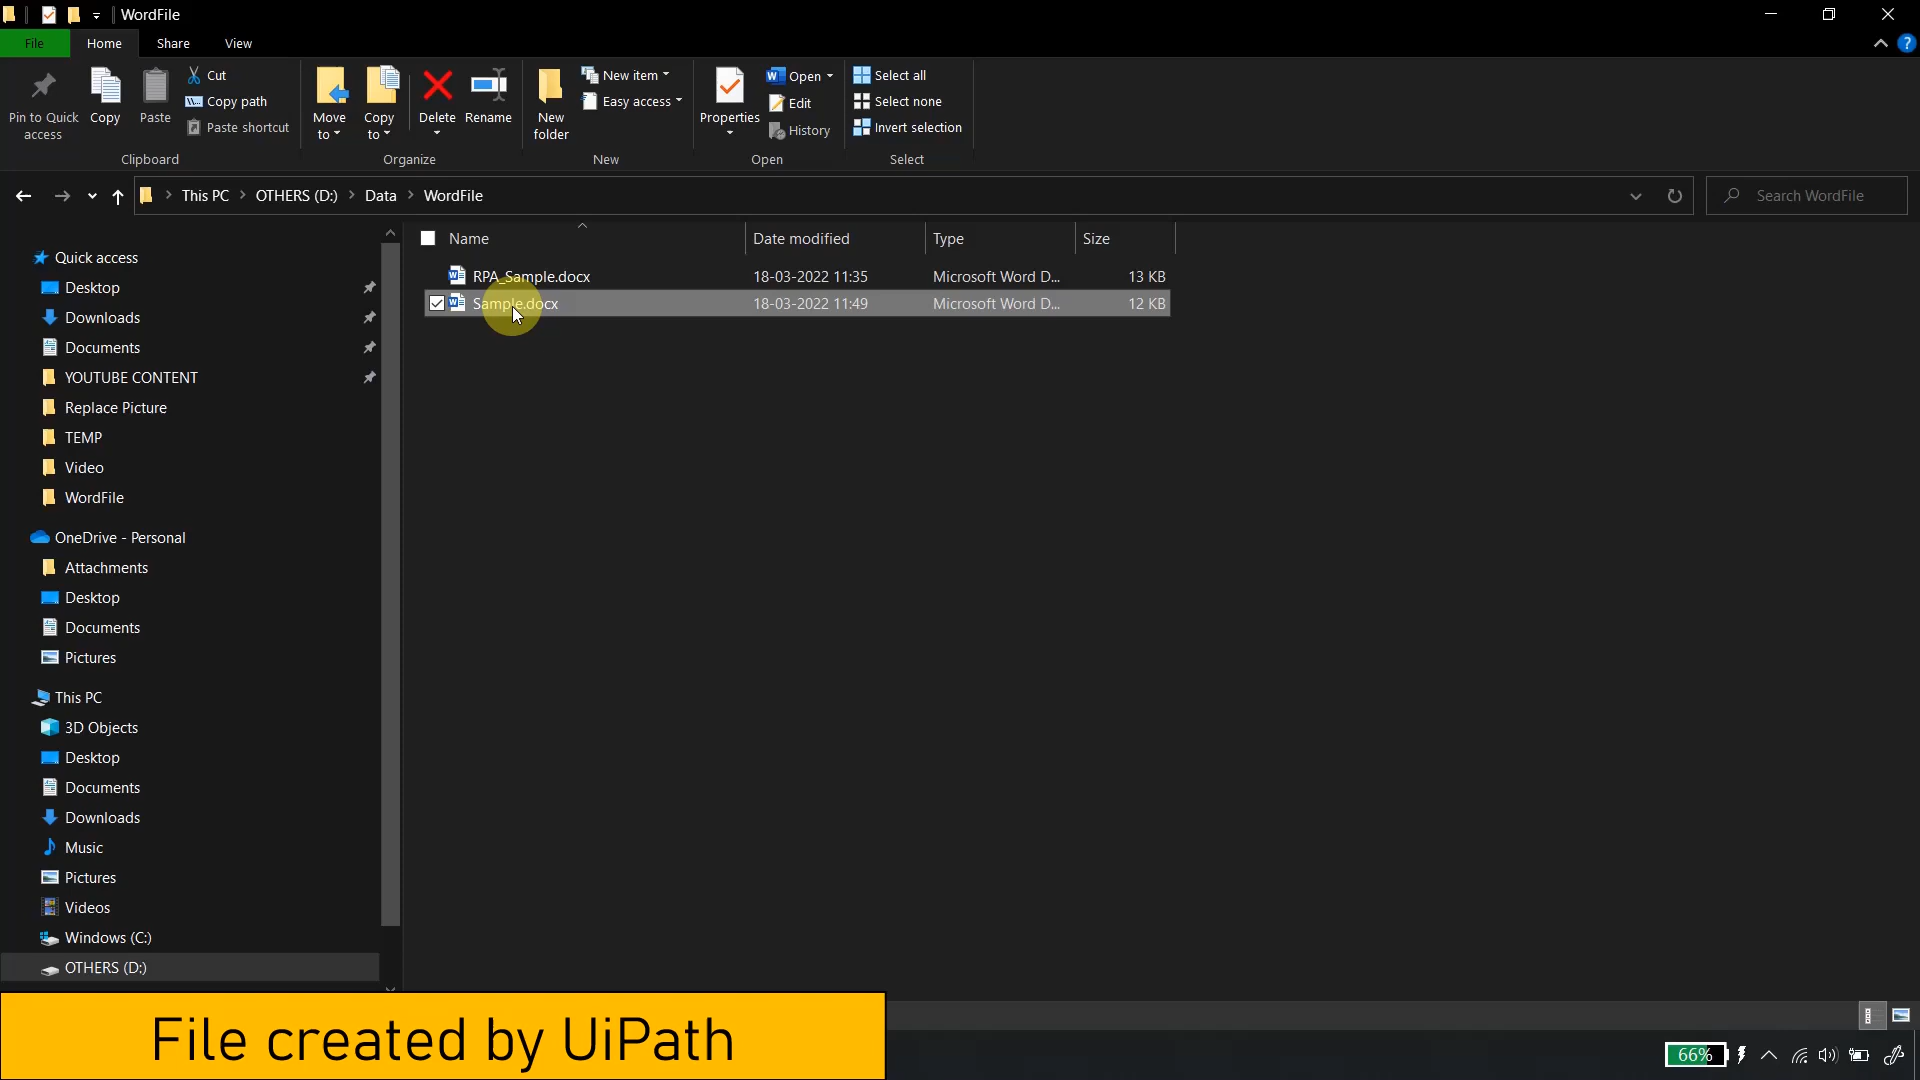 WordFile
File
Home
Share
View
Pin to Quick access
Copy
Paste
Cut
Copy path
Paste shortcut
Move to
Copy to
Delete
Rename
New folder
New item
Easy access
Properties
Open
Edit
History
Select all
Select none
Invert selection
Clipboard
Organize
New
Open
Select
This PC
OTHERS (D:)
Data
WordFile
Search WordFile
Name
Date modified
Type
Size
RPA_Sample.docx 18-03-2022 11:35 Microsoft Word D... 13 KB
Sample.docx 18-03-2022 11:49 Microsoft Word D... 12 KB
Quick access
Desktop
Downloads
Documents
YOUTUBE CONTENT
Replace Picture
TEMP
Video
WordFile
OneDrive - Personal
Attachments
Desktop
Documents
Pictures
This PC
3D Objects
Desktop
Documents
Downloads
Music
Pictures
Videos
Windows (C:)
OTHERS (D:)
File created by UiPath
66%